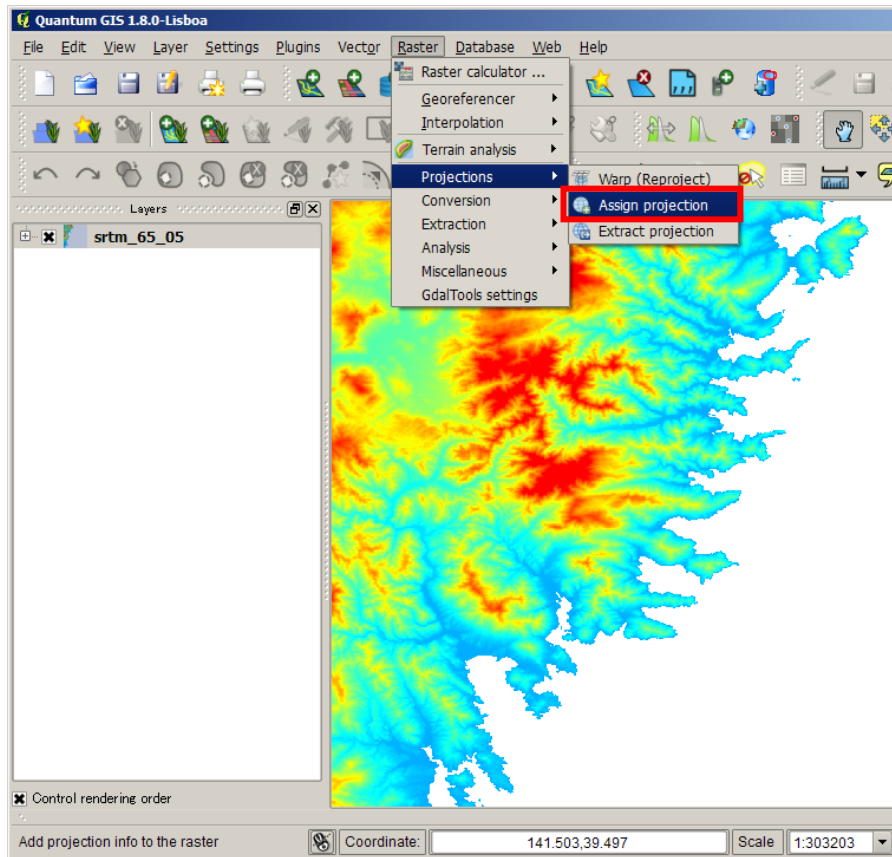 Quantum GIS 1.8.0-Lisboa
File Edit View Layer Settings Plugins Vector Raster Database Web Help
Raster calculator ...
Georeferencer
Interpolation
Terrain analysis
Projections
Conversion
Extraction
Analysis
Miscellaneous
GdalTools settings
Warp (Reproject)
Assign projection
Extract projection
Layers
srtm_65_05
Control rendering order
Add projection info to the raster
Coordinate:
141.503,39.497
Scale
1:303203